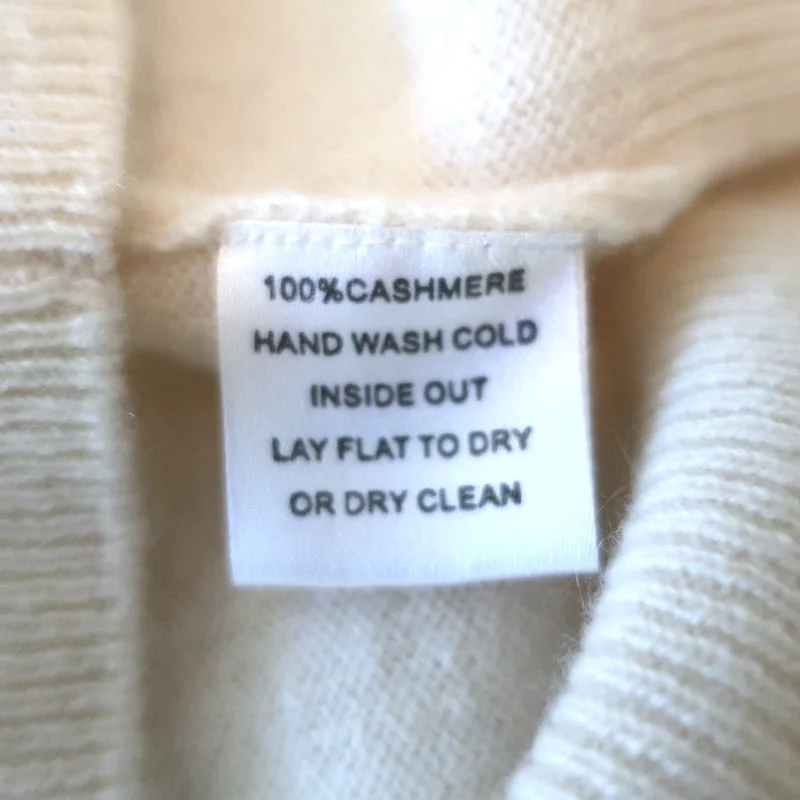 100%CASHMERE
HAND WASH COLD
INSIDE OUT
LAY FLAT TO DRY
OR DRY CLEAN